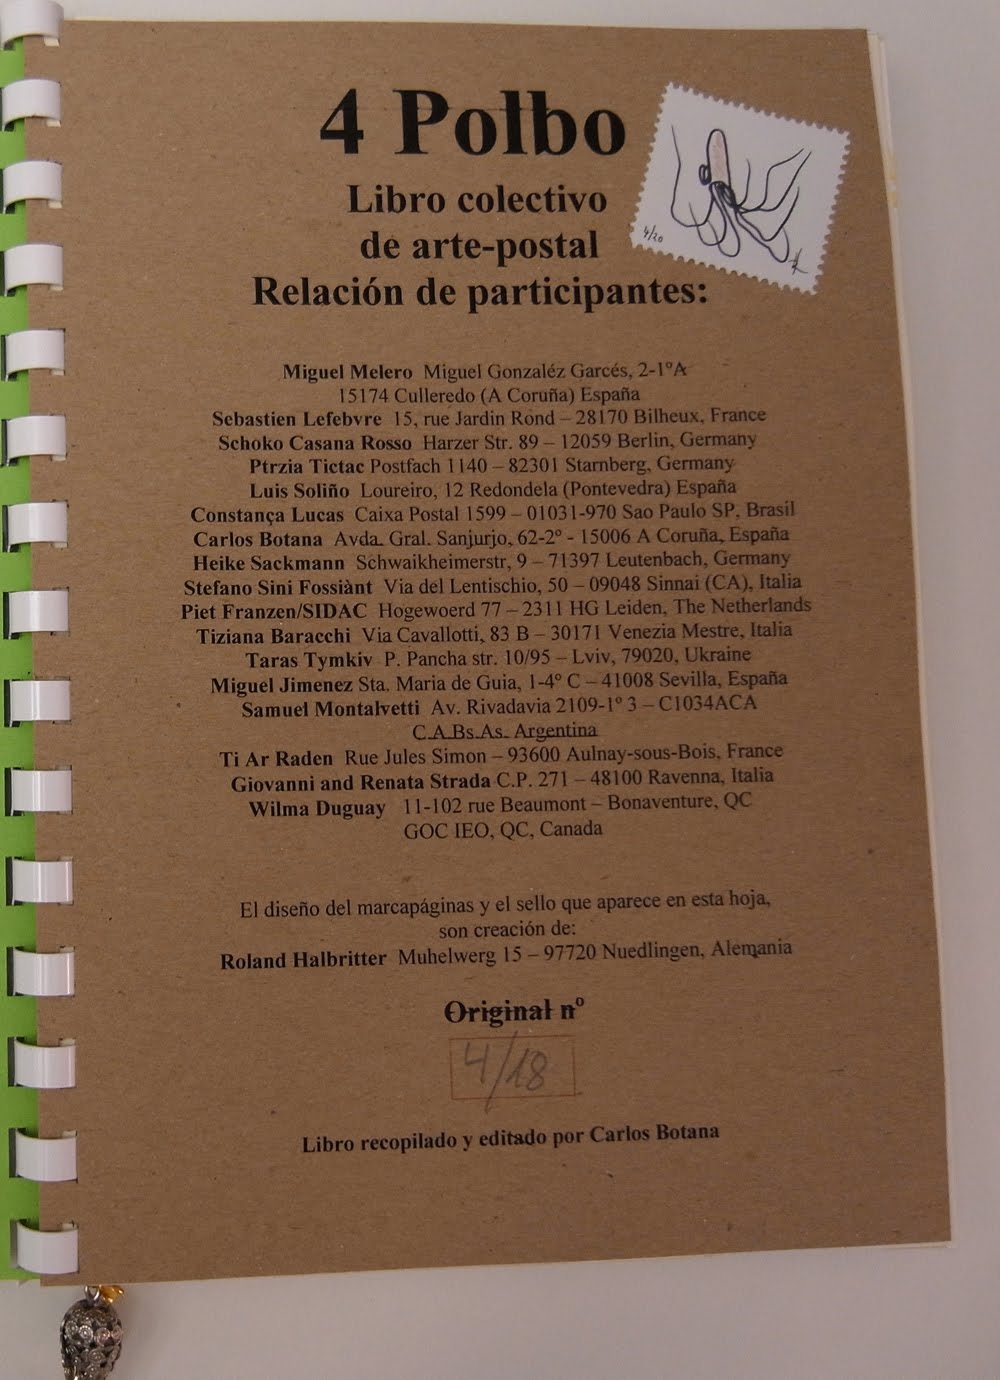 4 Polbo
Libro colectivo
de arte-postal
Relación de participantes:
4/20
Miguel Melero Miguel Gonzaléz Garcés, 2-1ºA
15174 Culleredo (A Coruña) España
Sebastien Lefebvre 15, rue Jardin Rond – 28170 Bilheux, France
Schoko Casana Rosso Harzer Str. 89 – 12059 Berlin, Germany
Ptrzia Tictac Postfach 1140 – 82301 Starnberg, Germany
Luis Soliño Loureiro, 12 Redondela (Pontevedra) España
Constança Lucas Caixa Postal 1599 – 01031-970 Sao Paulo SP, Brasil
Carlos Botana Avda. Gral. Sanjurjo, 62-2º - 15006 A Coruña, España
Heike Sackmann Schwaikheimerstr, 9 – 71397 Leutenbach, Germany
Stefano Sini Fossiànt Via del Lentischio, 50 – 09048 Sinnai (CA), Italia
Piet Franzen/SIDAC Hogewoerd 77 – 2311 HG Leiden, The Netherlands
Tiziana Baracchi Via Cavallotti, 83 B – 30171 Venezia Mestre, Italia
Taras Tymkiv P. Pancha str. 10/95 – Lviv, 79020, Ukraine
Miguel Jimenez Sta. Maria de Guia, 1-4º C – 41008 Sevilla, España
Samuel Montalvetti Av. Rivadavia 2109-1º 3 – C1034ACA
C.A.Bs.As. Argentina
Ti Ar Raden Rue Jules Simon – 93600 Aulnay-sous-Bois, France
Giovanni and Renata Strada C.P. 271 – 48100 Ravenna, Italia
Wilma Duguay 11-102 rue Beaumont – Bonaventure, QC
GOC IEO, QC, Canada
El diseño del marcapáginas y el sello que aparece en esta hoja,
son creación de:
Roland Halbritter Muhelwerg 15 – 97720 Nuedlingen, Alemania
Original nº
4/18
Libro recopilado y editado por Carlos Botana